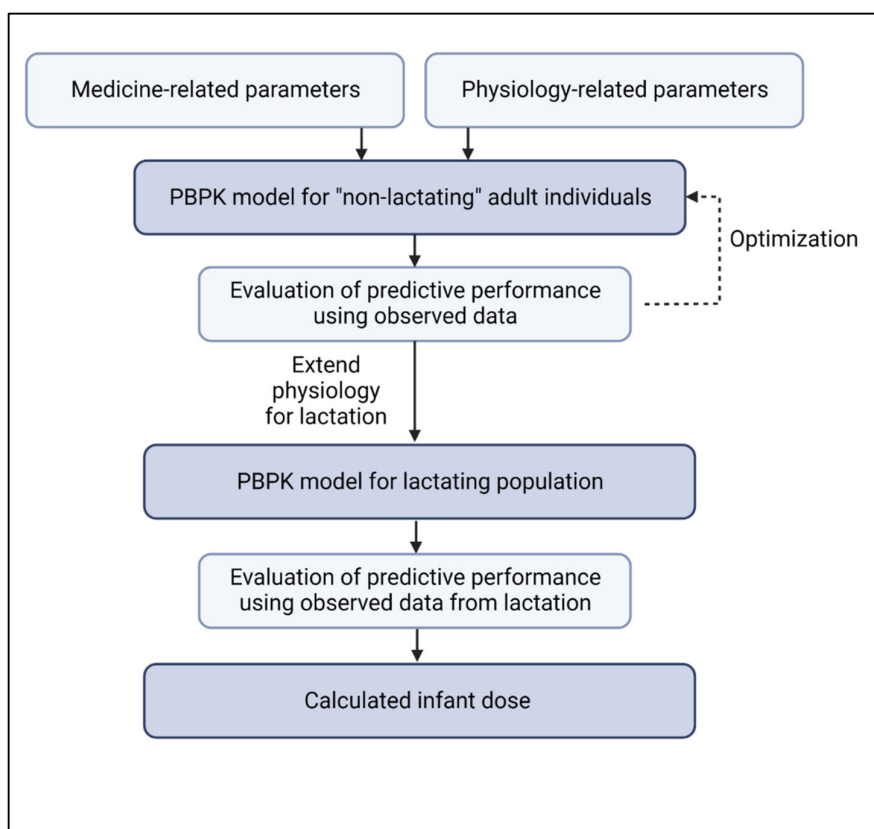 Medicine-related parameters
Physiology-related parameters
PBPK model for "non-lactating" adult individuals
Optimization
Evaluation of predictive performance
using observed data
Extend
physiology
for lactation
PBPK model for lactating population
Evaluation of predictive performance
using observed data from lactation
Calculated infant dose